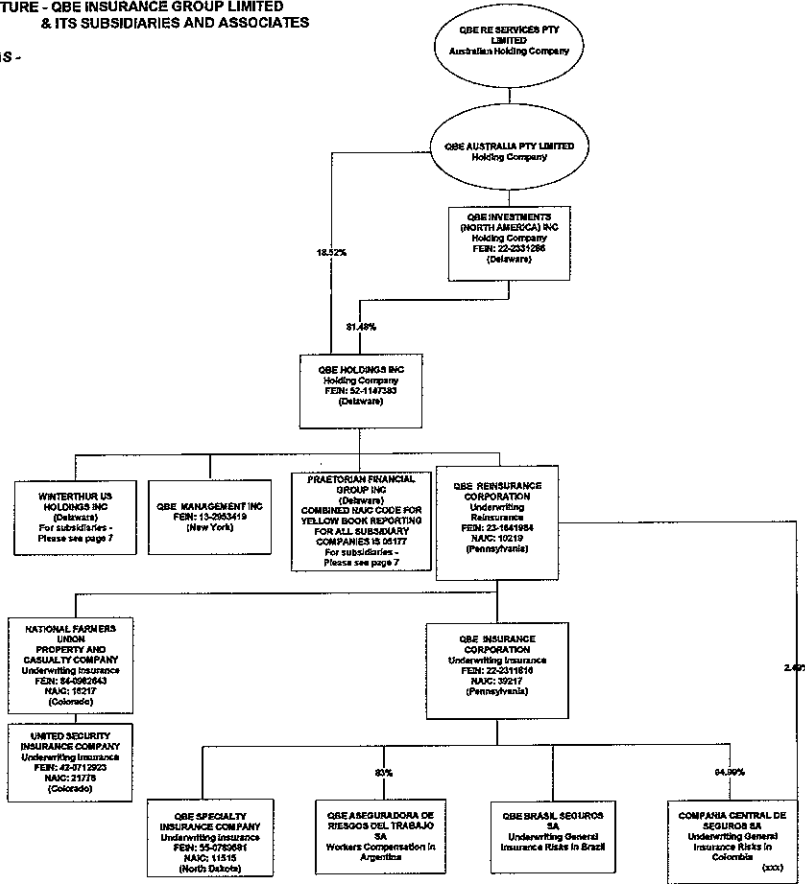 TURE - QBE INSURANCE GROUP LIMITED
& ITS SUBSIDIARIES AND ASSOCIATES
IS -
QBE RE SERVICES PTY
LIMITED
Australian Holding Company
QBE AUSTRALIA PTY LIMITED
Holding Company
QBE INVESTMENTS
(NORTH AMERICA) INC
Holding Company
FEIN: 22-2331286
(Delaware)
18.52%
81.48%
QBE HOLDINGS INC
Holding Company
FEIN: 52-1147383
(Delaware)
WINTERTHUR US
HOLDINGS INC
(Delaware)
For subsidiaries -
Please see page 7
QBE MANAGEMENT INC
FEIN: 13-2953419
(New York)
PRAETORIAN FINANCIAL
GROUP INC
(Delaware)
COMBINED NAIC CODE FOR
YELLOW BOOK REPORTING
FOR ALL SUBSIDIARY
COMPANIES IS 05177
For subsidiaries -
Please see page 7
QBE REINSURANCE
CORPORATION
Underwriting
Reinsurance
FEIN: 23-1641984
NAIC: 10219
(Pennsylvania)
NATIONAL FARMERS
UNION
PROPERTY AND
CASUALTY COMPANY
Underwriting Insurance
FEIN: 84-0982643
NAIC: 16217
(Colorado)
QBE INSURANCE
CORPORATION
Underwriting Insurance
FEIN: 22-2311816
NAIC: 39217
(Pennsylvania)
UNITED SECURITY
INSURANCE COMPANY
Underwriting Insurance
FEIN: 42-0712923
NAIC: 21776
(Colorado)
83%
QBE SPECIALTY
INSURANCE COMPANY
Underwriting Insurance
NAIC: 11515
(North Dakota)
QBE ASEGURADORA DE
RIESGOS DEL TRABAJO
SA
Workers Compensation in
Argentina
QBE BRASIL SEGUROS
SA
Underwriting General
Insurance Risks in Brazil
COMPANIA CENTRAL DE
SEGUROS SA
Underwriting General
Insurance Risks in
Colombia
(xxx)